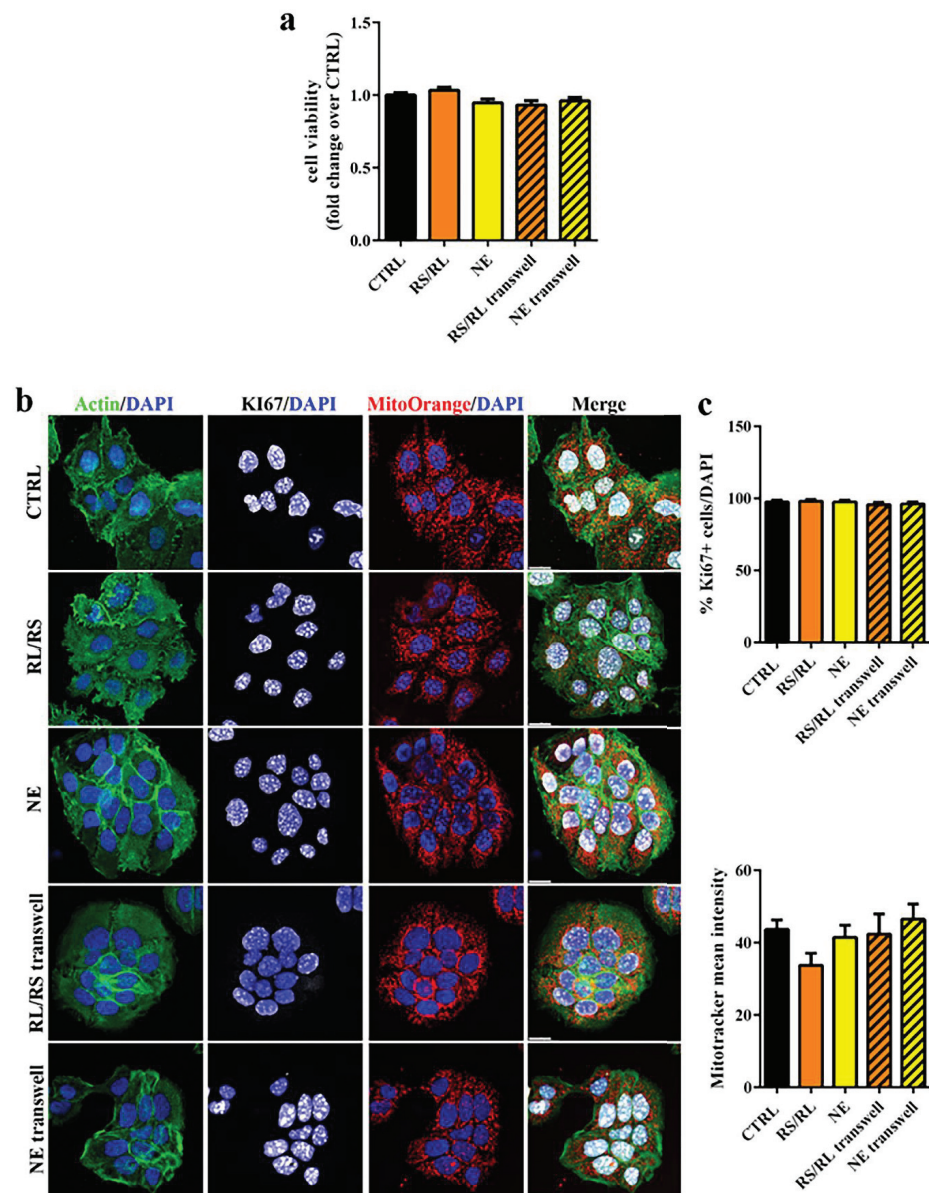 a
cell viability
(fold change over CTRL)
1.5
1.0
0.5
0.0
CTRL
RS/RL
NE
RS/RL transwell
NE transwell
b
Actin/DAPI
KI67/DAPI
MitoOrange/DAPI
Merge
CTRL
RL/RS
NE
RL/RS transwell
NE transwell
c
% Ki67+ cells/DAPI
150
100
50
0
CTRL
RS/RL
NE
RS/RL transwell
NE transwell
Mitotracker mean intensity
60
40
20
0
CTRL
RS/RL
NE
RS/RL transwell
NE transwell